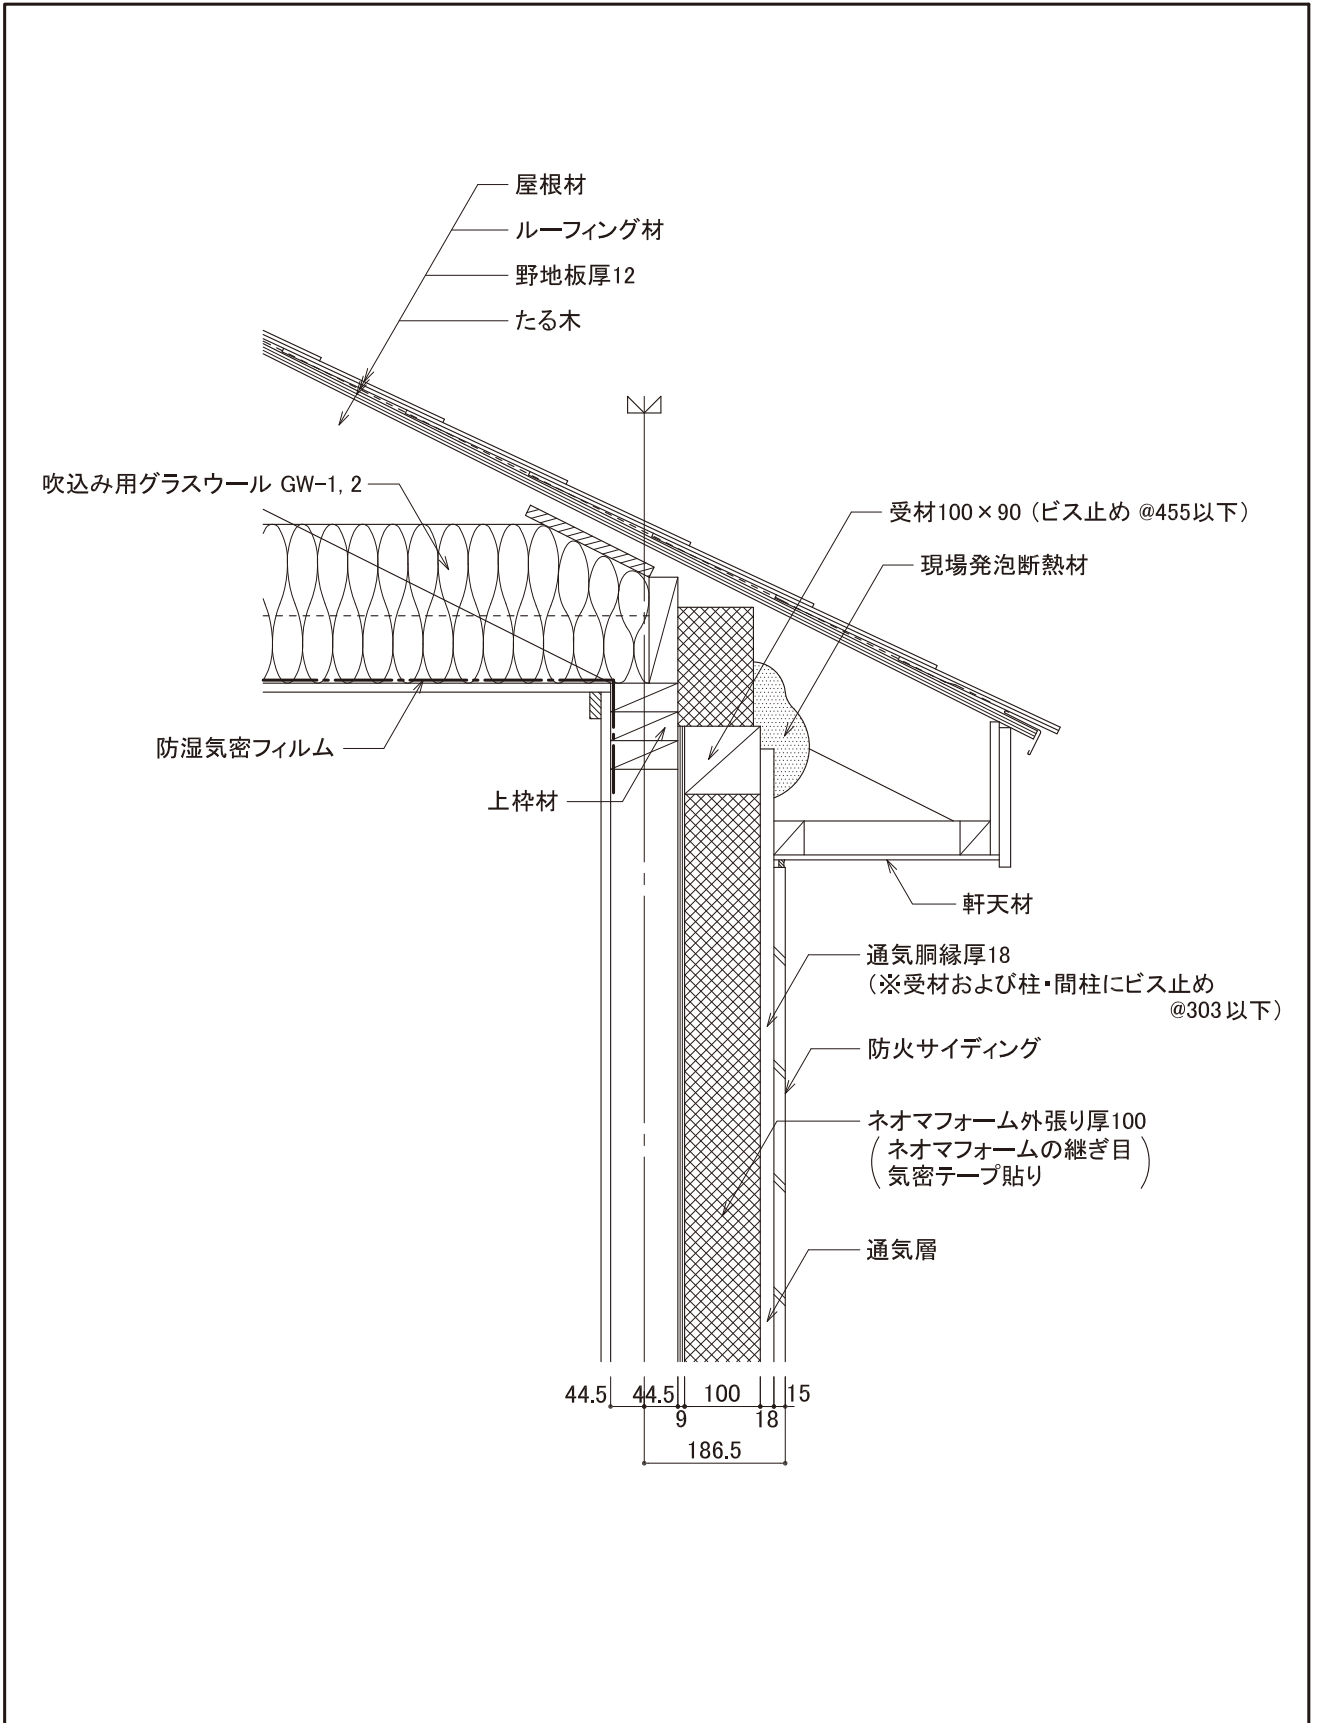 屋根材
ルーフィング材
野地板厚12
たる木
吹込み用グラスウール GW-1, 2
受材100×90 (ビス止め @455以下)
現場発泡断熱材
防湿気密フィルム
上枠材
軒天材
通気胴縁厚18
(※受材および柱・間柱にビス止め
@303以下)
防火サイディング
ネオマフォーム外張り厚100
(ネオマフォームの継ぎ目
気密テープ貼り)
通気層
44.5 44.5 100 15
9 18
186.5